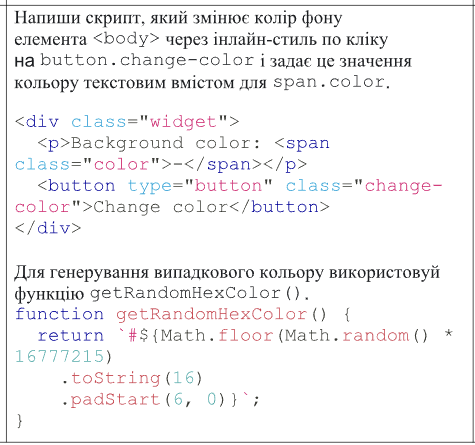 Напиши скрипт, який змінює колір фону
елемента <body> через інлайн-стиль по кліку
на button.change-color і задає це значення
кольору текстовим вмістом для span.color.
<div class="widget">
<p>Background color: <span
class="color">-</span></p>
<button type="button" class="change-
color">Change color</button>
</div>
Для генерування випадкового кольору використовуй
функцію getRandomHexColor().
function getRandomHexColor() {
return `#${Math.floor(Math.random() *
16777215)
.toString(16)
.padStart(6, 0)}`;
}